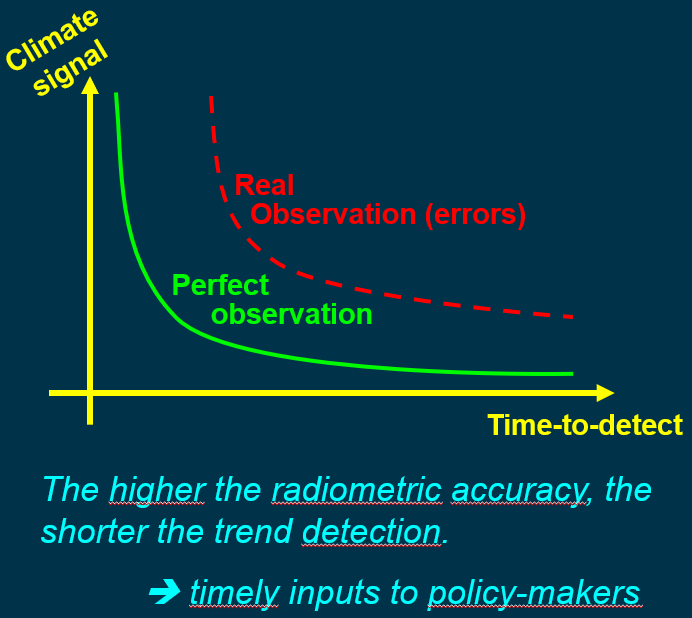 Climate
signal
Real
Observation (errors)
Perfect
observation
Time-to-detect
The higher the radiometric accuracy, the
shorter the trend detection.
➔ timely inputs to policy-makers